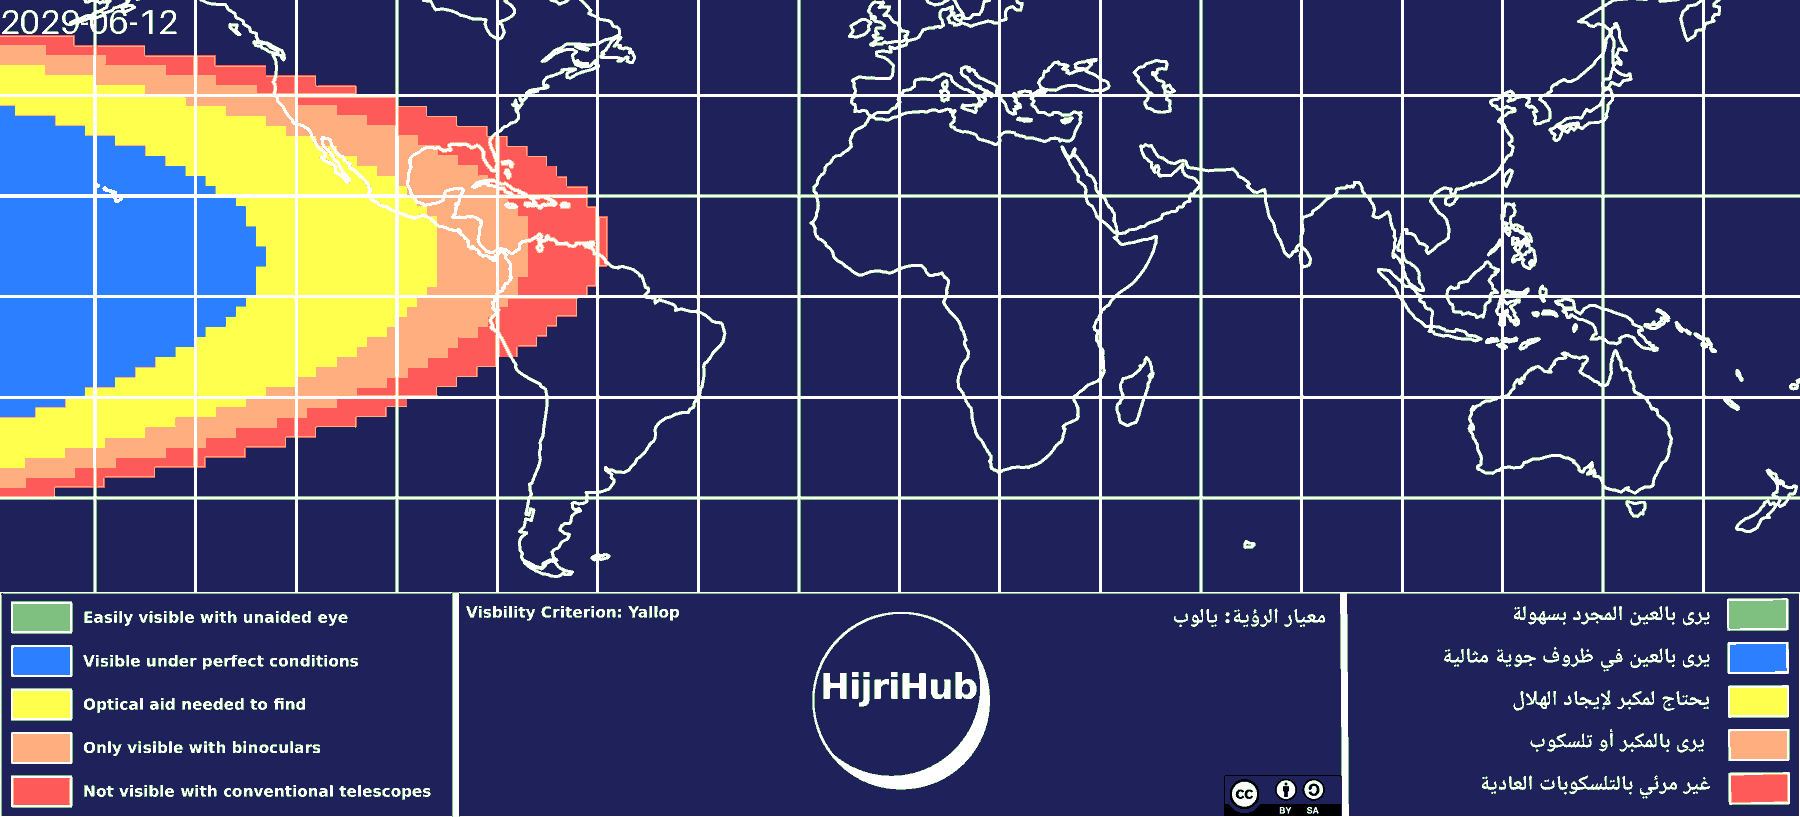 2029-06-12
Easily visible with unaided eye
Visible under perfect conditions
Optical aid needed to find
Only visible with binoculars
Not visible with conventional telescopes
Visbility Criterion: Yallop
معيار الرؤية: يالوب
HijriHub
cc
BY SA
يرى بالعين المجرد بسهولة
يرى بالعين في ظروف جوية مثالية
يحتاج لمكبر لإيجاد الهلال
يرى بالمكبر أو تلسكوب
غير مرئي بالتلسكوبات العادية